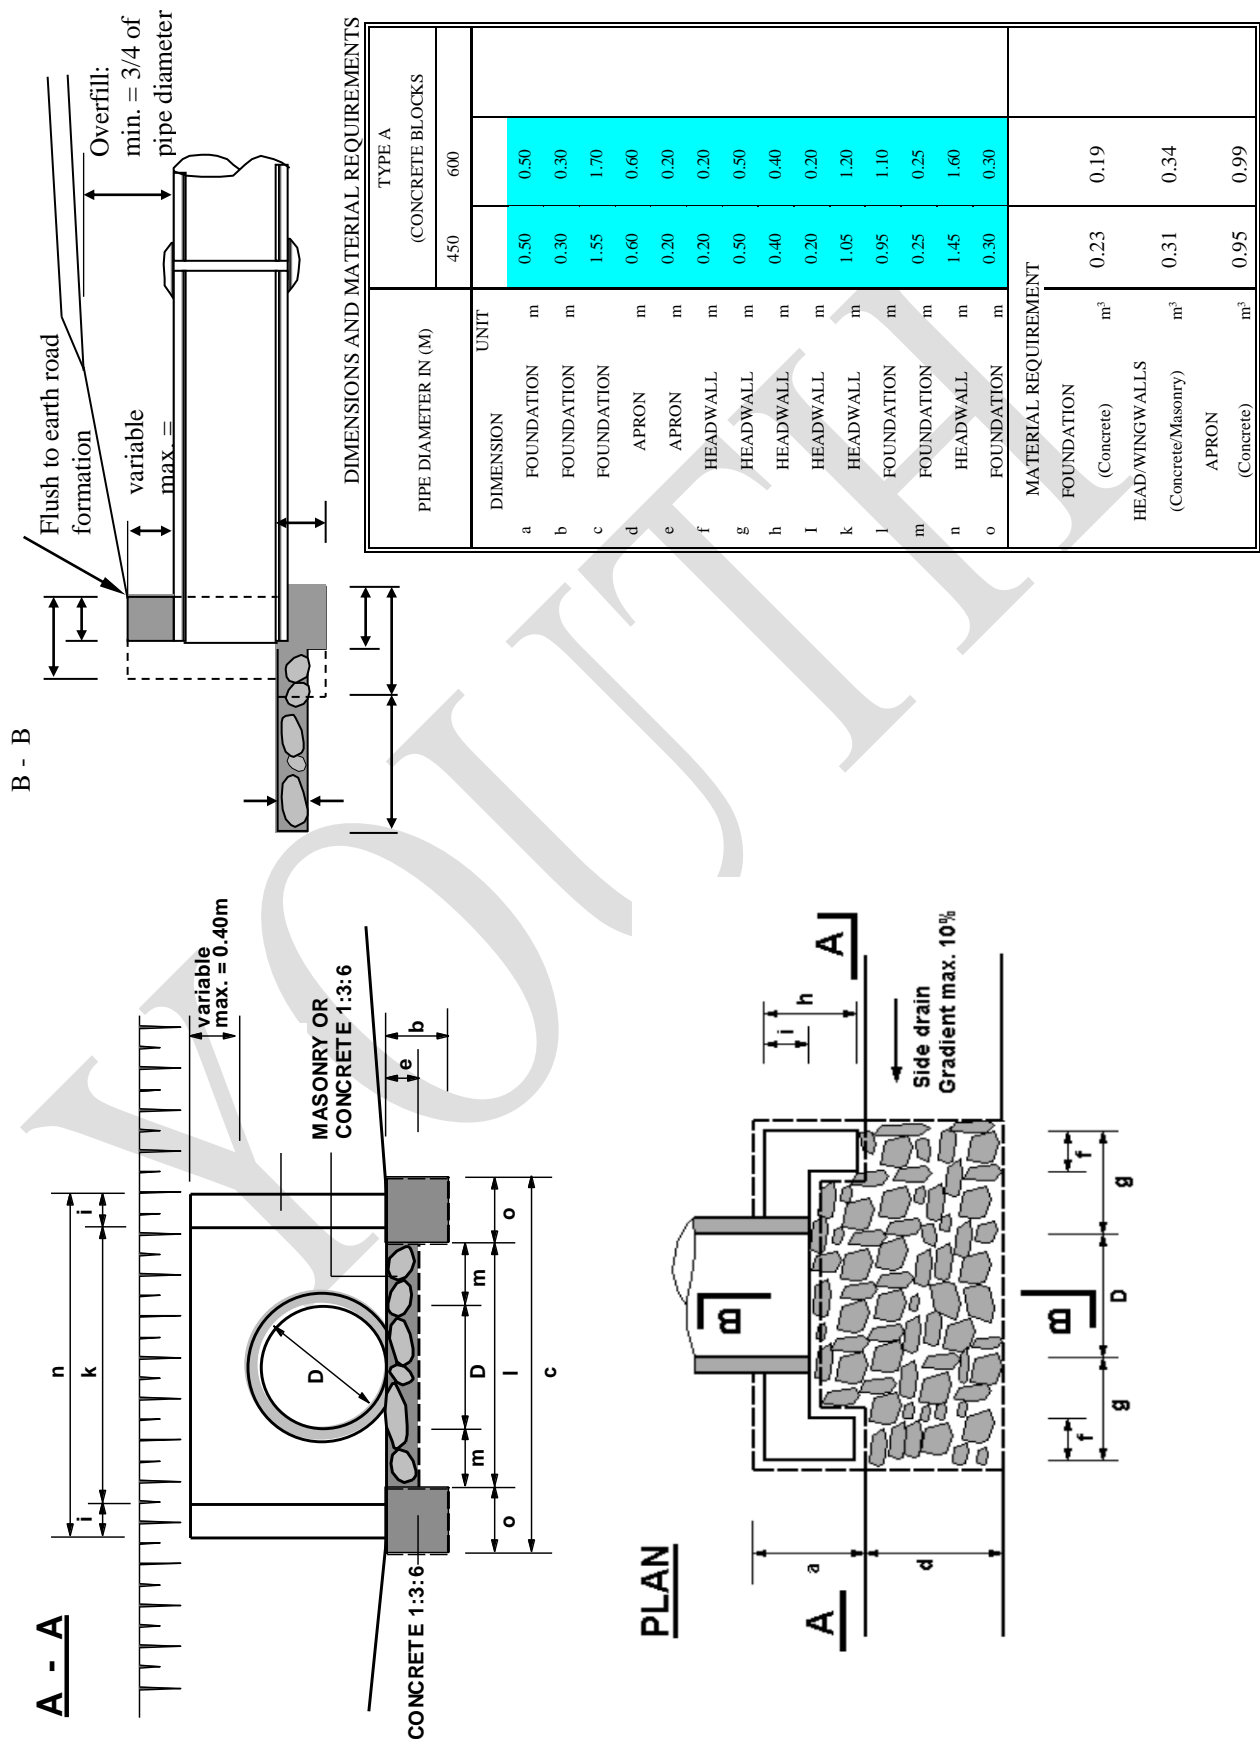 B - B
Flush to earth road
formation
variable
max. =
Overfill:
min. = 3/4 of
pipe diameter
DIMENSIONS AND MATERIAL REQUIREMENTS
PIPE DIAMETER IN (M)
TYPE A
(CONCRETE BLOCKS
450 600
DIMENSION UNIT
a FOUNDATION m 0.50 0.50
b FOUNDATION m 0.30 0.30
c FOUNDATION 1.55 1.70
d APRON m 0.60 0.60
e APRON m 0.20 0.20
f HEADWALL m 0.20 0.20
g HEADWALL m 0.50 0.50
h HEADWALL m 0.40 0.40
I HEADWALL m 0.20 0.20
k HEADWALL m 1.05 1.20
l FOUNDATION m 0.95 1.10
m FOUNDATION m 0.25 0.25
n HEADWALL m 1.45 1.60
o FOUNDATION m 0.30 0.30
MATERIAL REQUIREMENT
FOUNDATION
(Concrete) m³ 0.23 0.19
HEAD/WINGWALLS
(Concrete/Masonry) m³ 0.31 0.34
APRON
(Concrete) m³ 0.95 0.99
A - A
n
i k i
variable
max. = 0.40m
MASONRY OR
CONCRETE 1:3:6
D
e b
CONCRETE 1:3:6
o m D m o
l
c
PLAN
A A
a
d
B B
i h
Side drain
Gradient max. 10%
f f
g D g
YOUTH